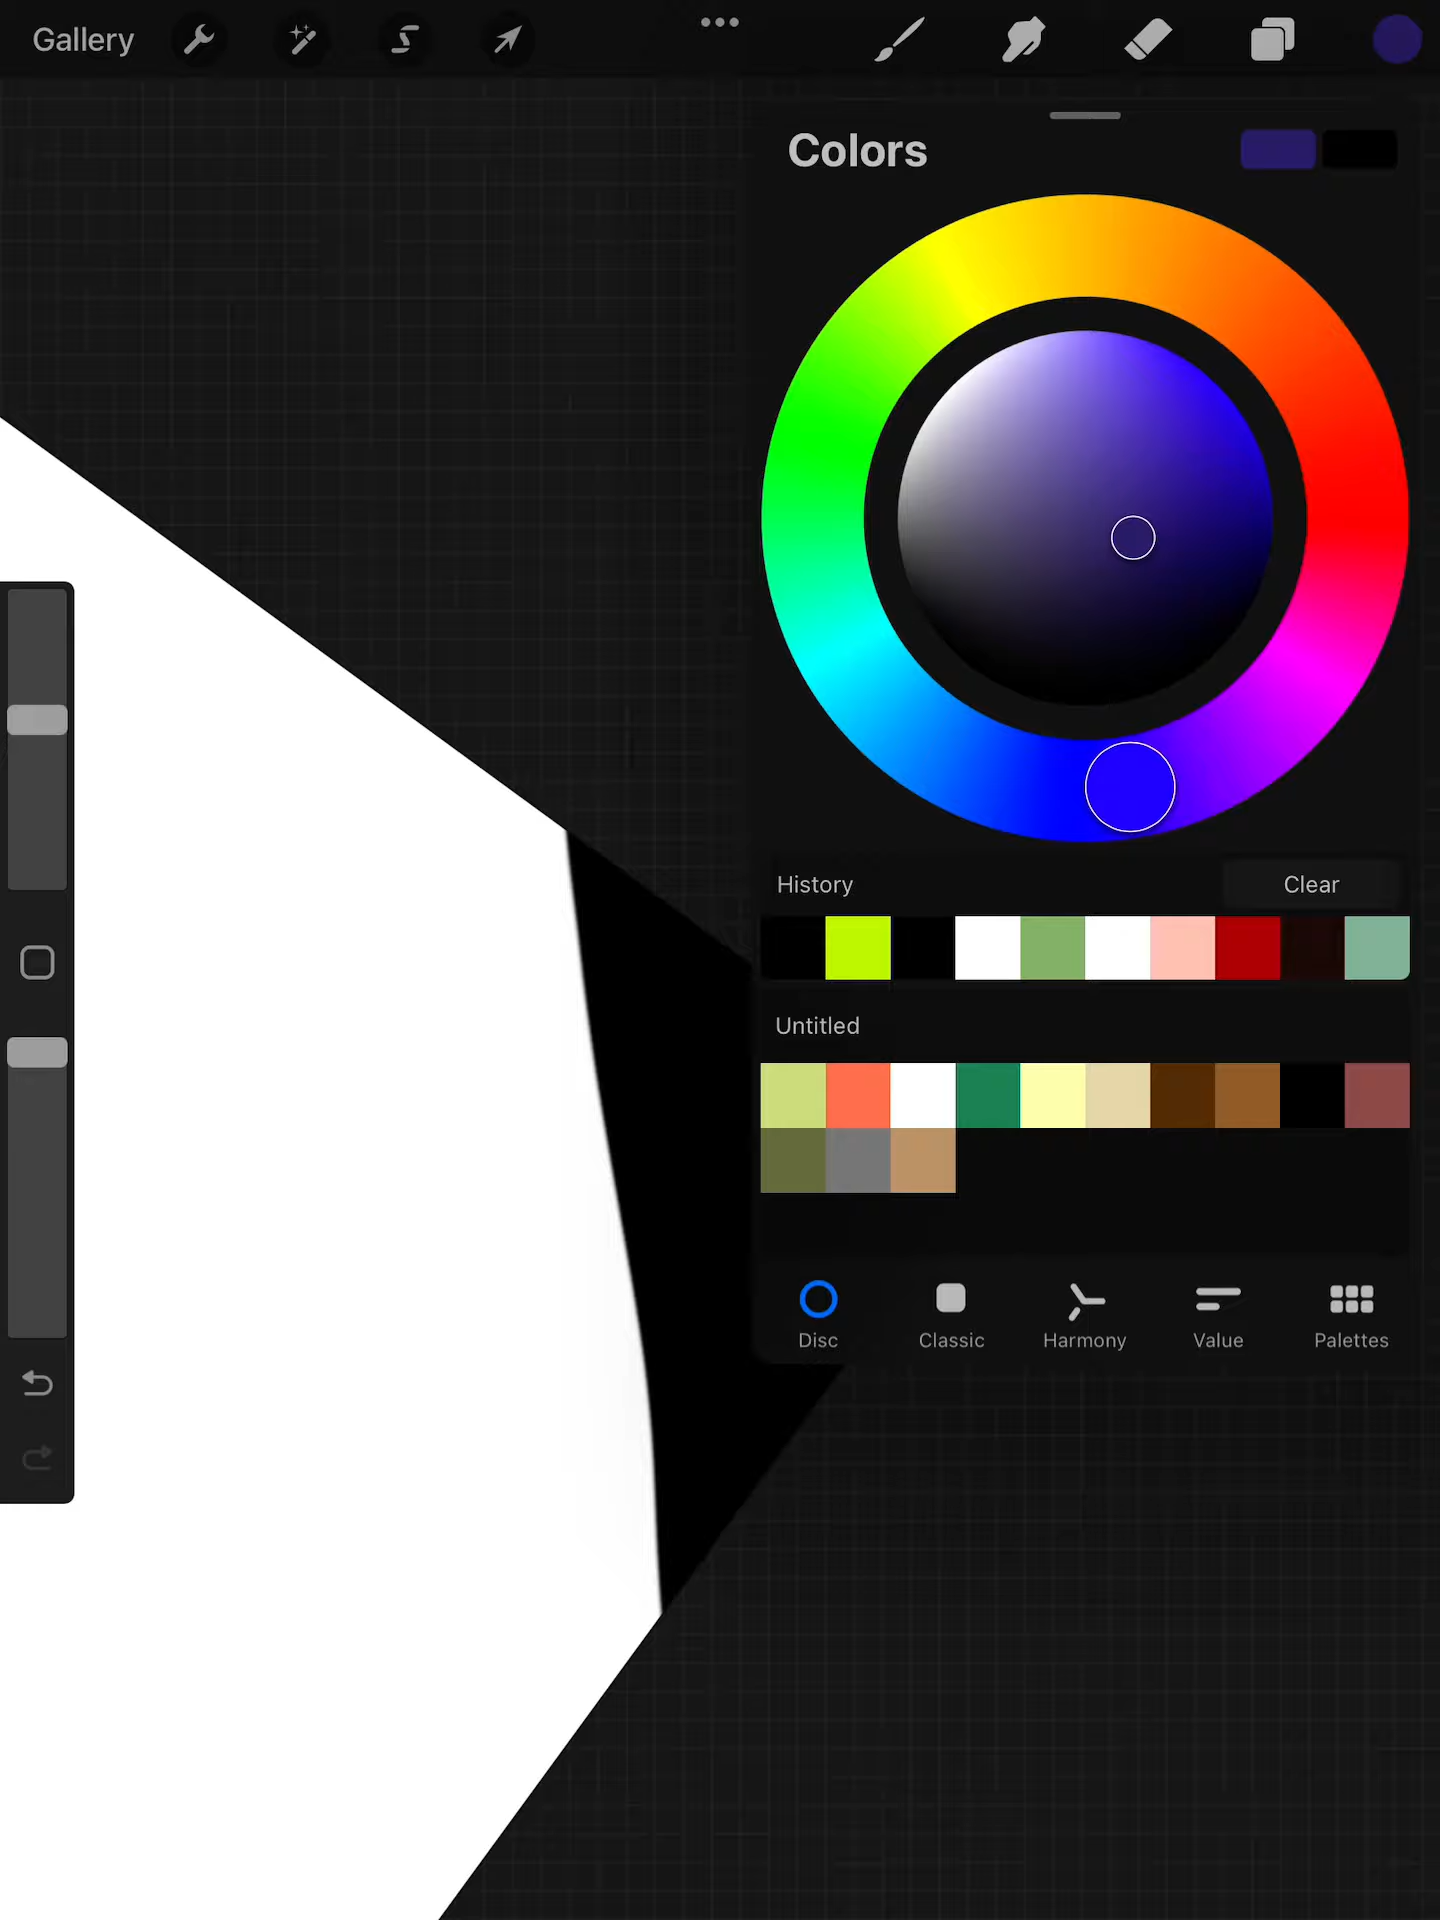 Gallery
Colors
History
Clear
Untitled
Disc
Classic
Harmony
Value
Palettes